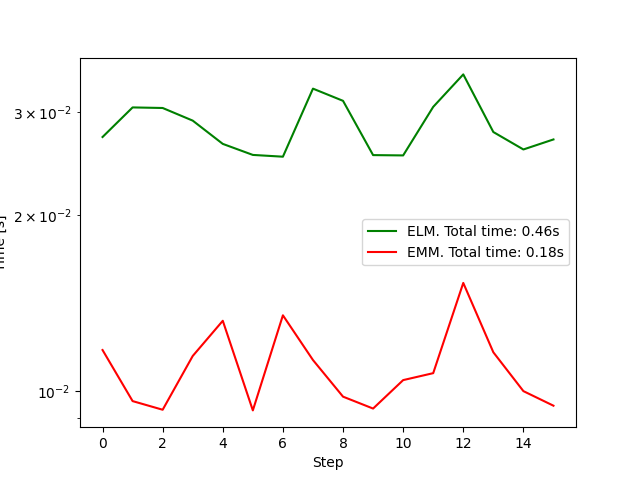 3 × 10⁻²
2 × 10⁻²
10⁻²
Time [s]
ELM. Total time: 0.46s
EMM. Total time: 0.18s
0 2 4 6 8 10 12 14
Step